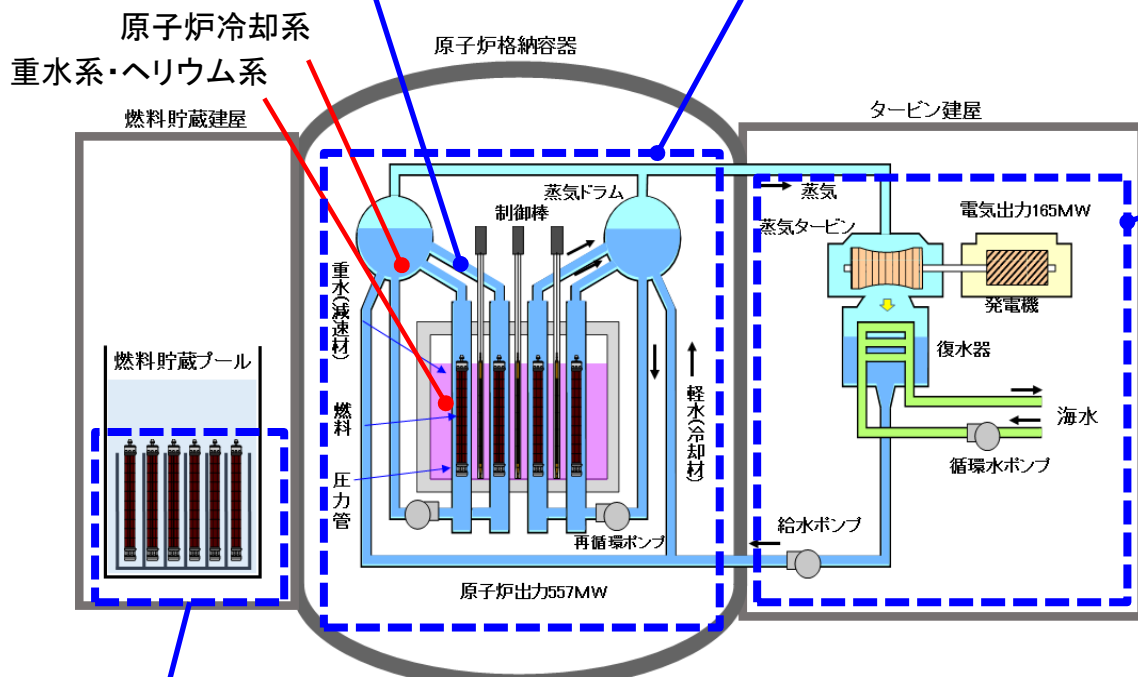 原子炉冷却系
重水系・ヘリウム系
原子炉格納容器
燃料貯蔵建屋
タービン建屋
蒸気ドラム
蒸気
制御棒
電気出力165MW
蒸気タービン
重水(減速材)
発電機
燃料貯蔵プール
復水器
燃料
軽水(冷却材)
海水
循環水ポンプ
圧力管
給水ポンプ
再循環ポンプ
原子炉出力557MW